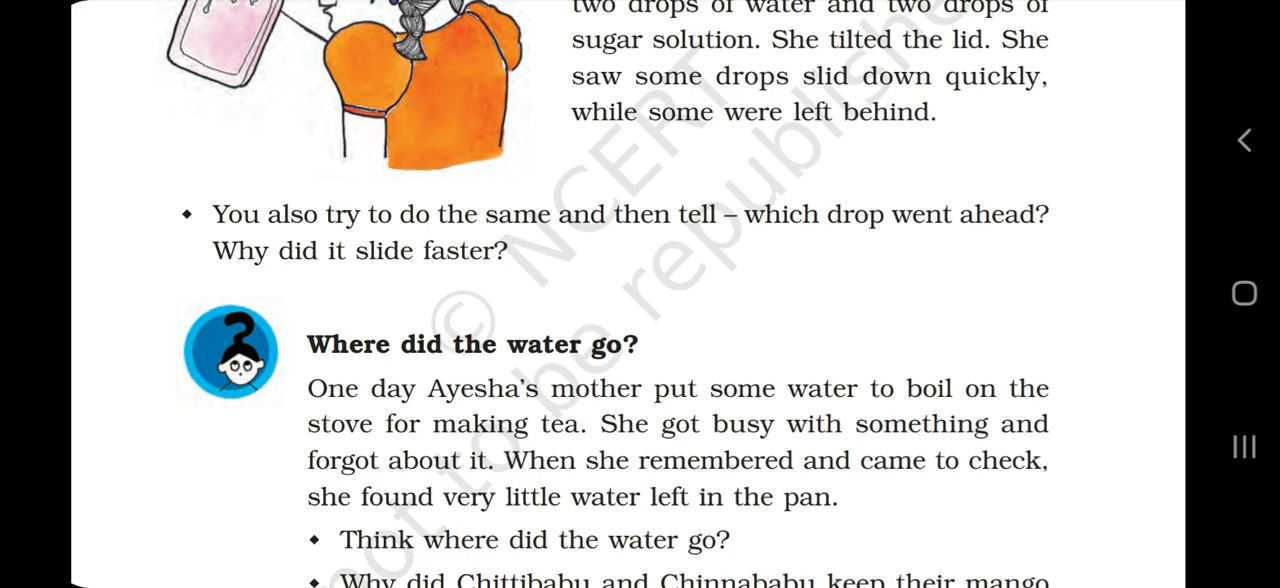 two drops of water and two drops of
sugar solution. She tilted the lid. She
saw some drops slid down quickly,
while some were left behind.
◆ You also try to do the same and then tell – which drop went ahead?
Why did it slide faster?
Where did the water go?
One day Ayesha's mother put some water to boil on the
stove for making tea. She got busy with something and
forgot about it. When she remembered and came to check,
she found very little water left in the pan.
◆ Think where did the water go?
◆ Why did Chittibabu and Chinnababu keep their mango
© NCERT
not to be republishe